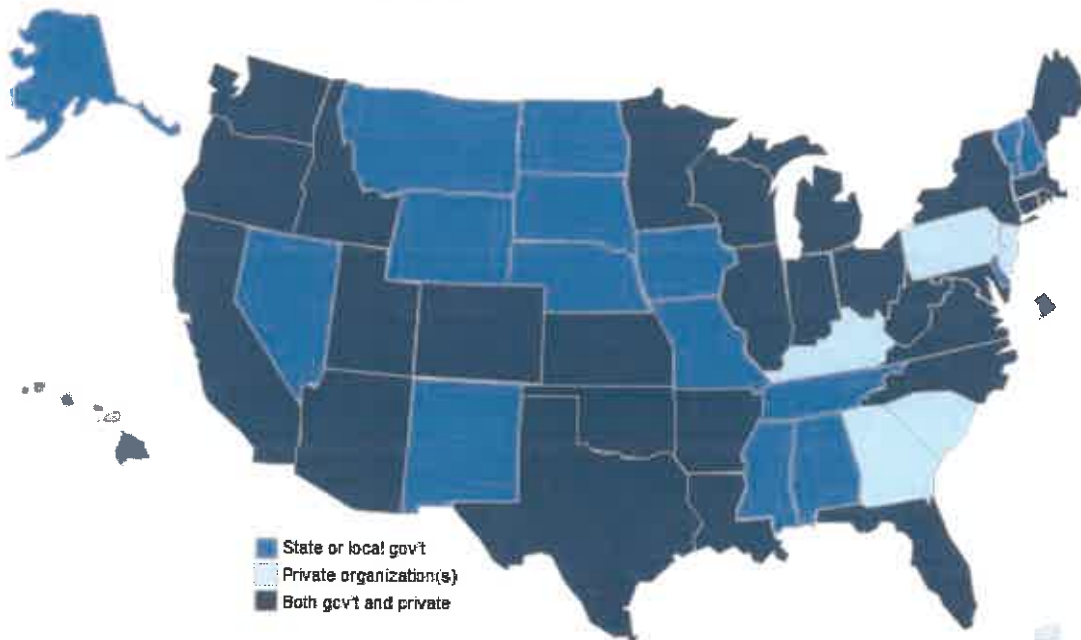 State or local gov't
Private organization(s)
Both gov't and private